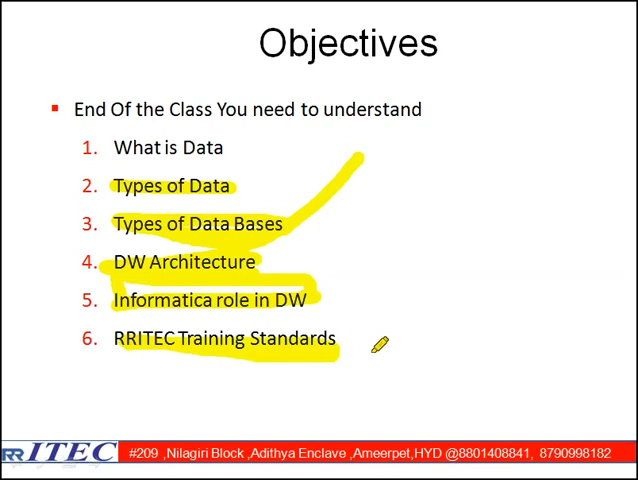 Objectives
End Of the Class You need to understand
1. What is Data
2. Types of Data
3. Types of Data Bases
4. DW Architecture
5. Informatica role in DW
6. RRITEC Training Standards
RR ITEC #209 ,Nilagiri Block ,Adithya Enclave ,Ameerpet,HYD @8801408841, 8790998182